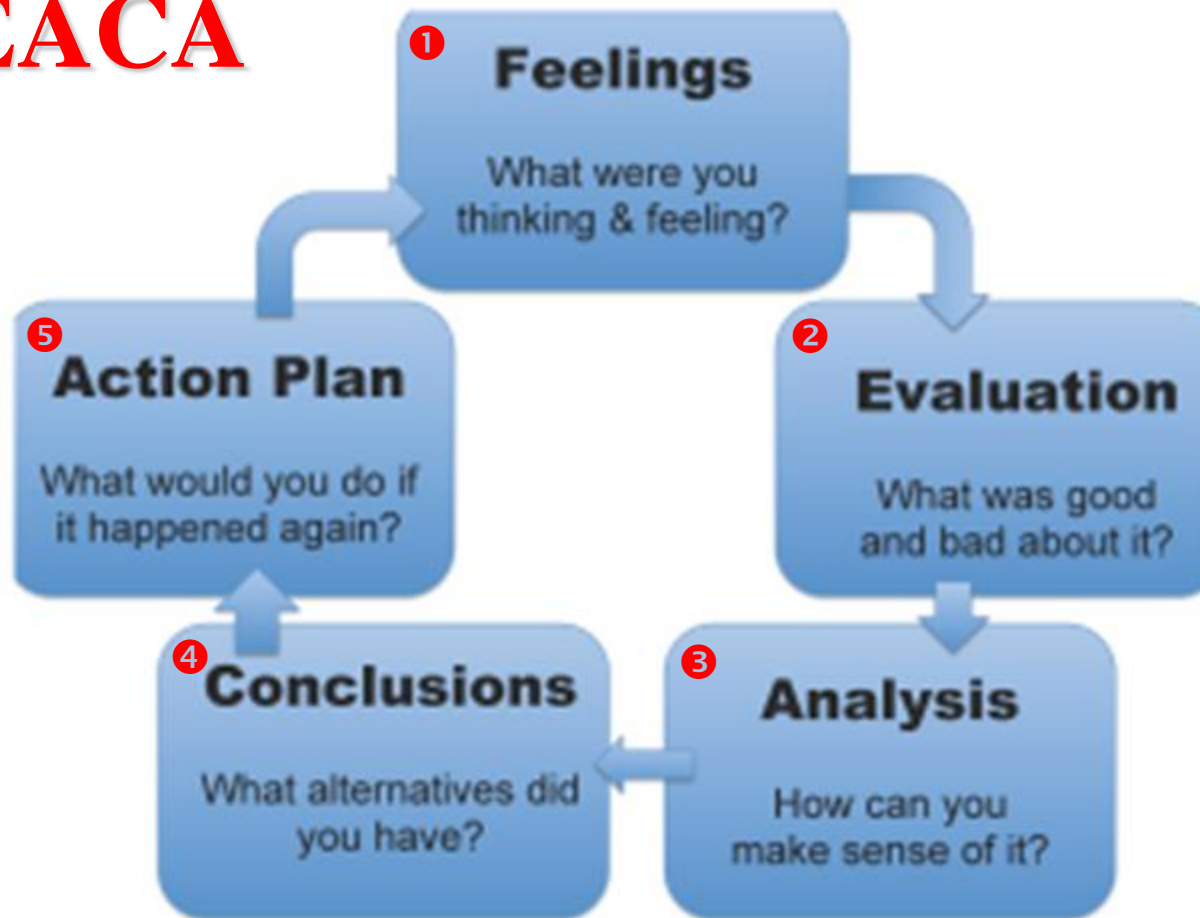 EACA
❶
Feelings
What were you
thinking & feeling?
❷
Evaluation
What was good
and bad about it?
❸
Analysis
How can you
make sense of it?
❹
Conclusions
What alternatives did
you have?
❺
Action Plan
What would you do if
it happened again?